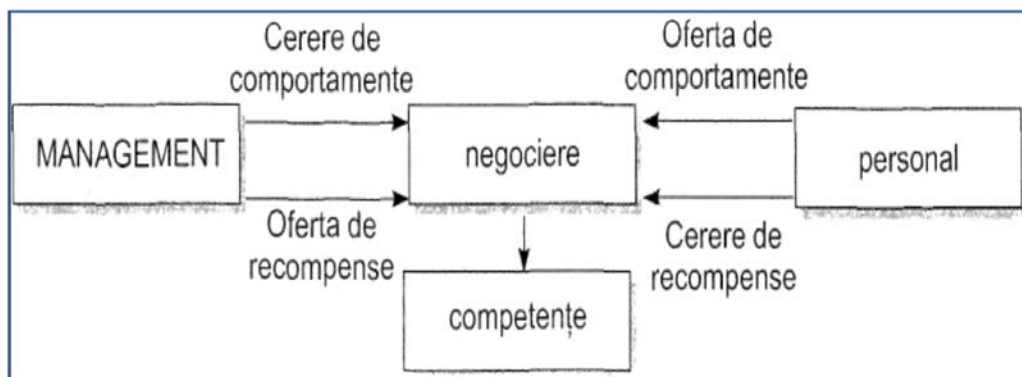 Cerere de
comportamente
Oferta de
comportamente
MANAGEMENT
negociere
personal
Oferta de
recompense
Cerere de
recompense
competențe